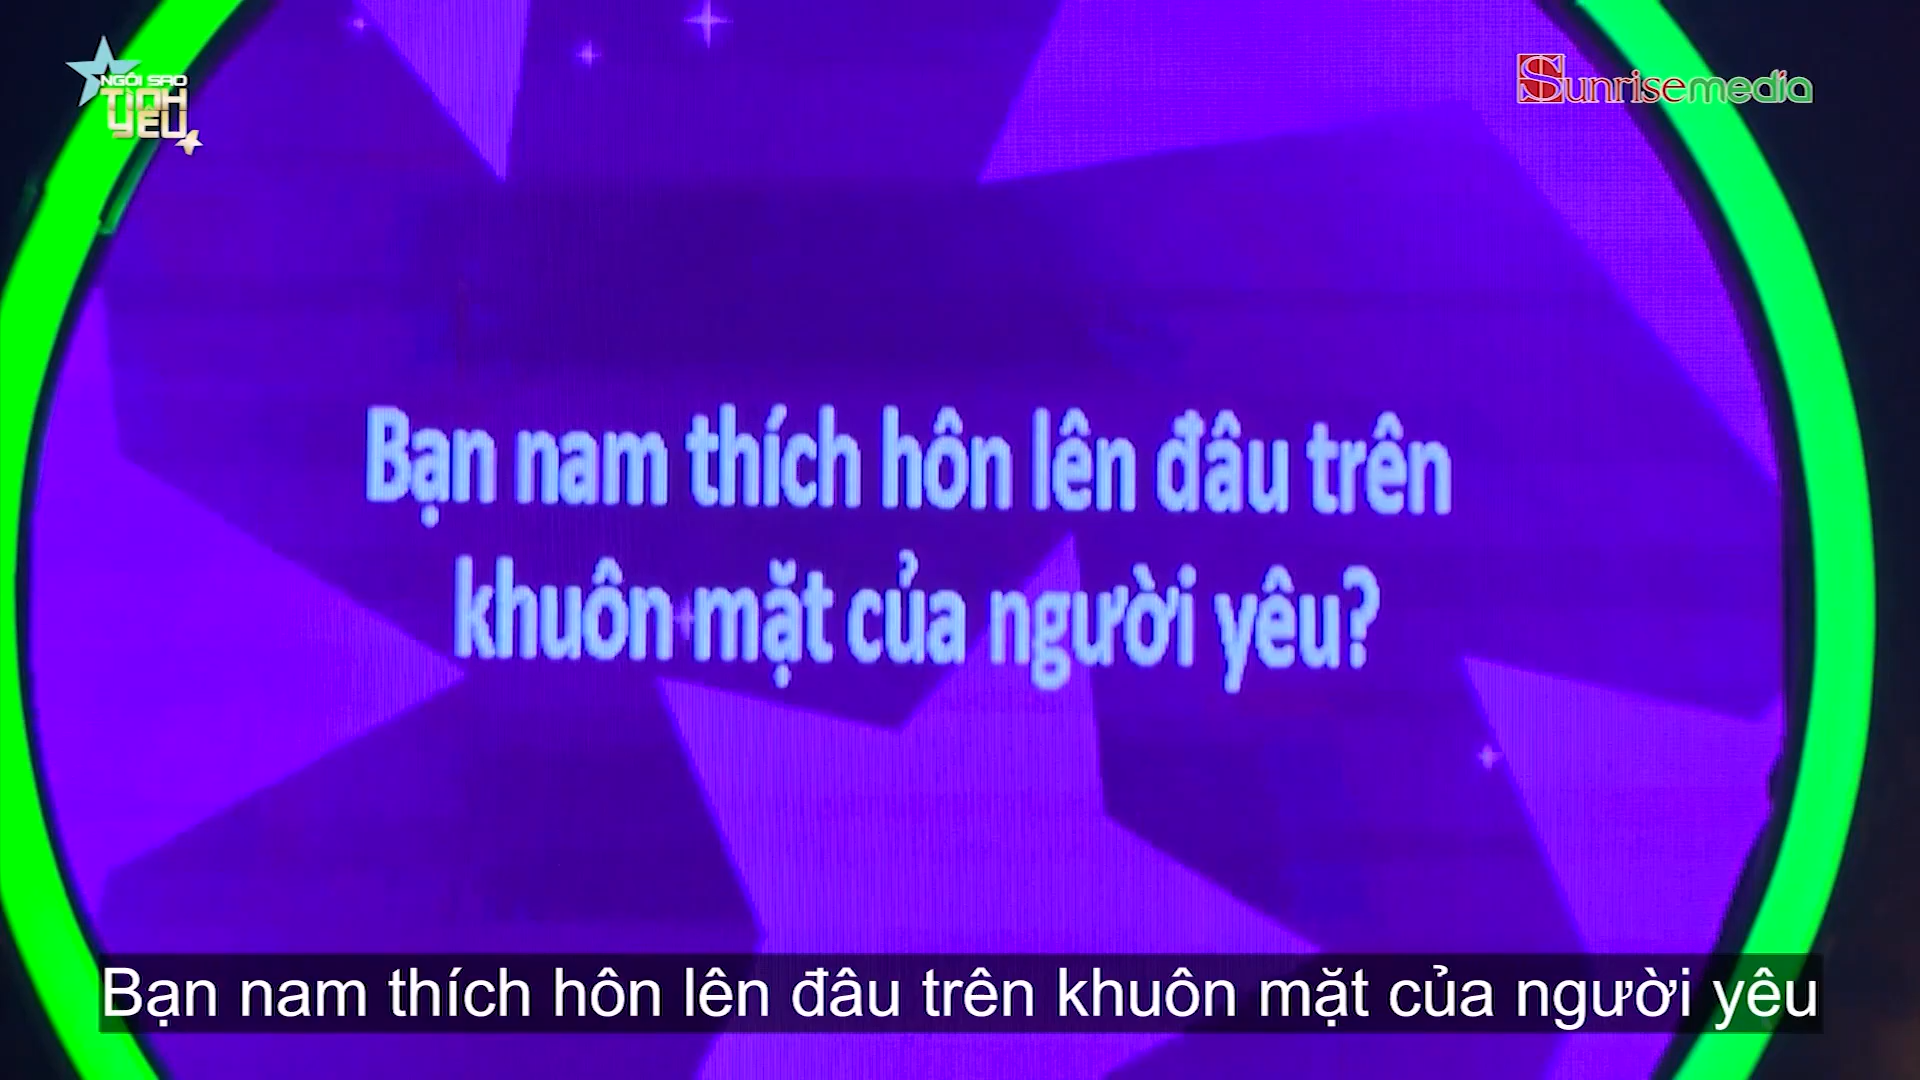 NGÔI SAO
TÌNH
YÊU
Sunrisemedia
Bạn nam thích hôn lên đâu trên
khuôn mặt của người yêu?
Bạn nam thích hôn lên đâu trên khuôn mặt của người yêu